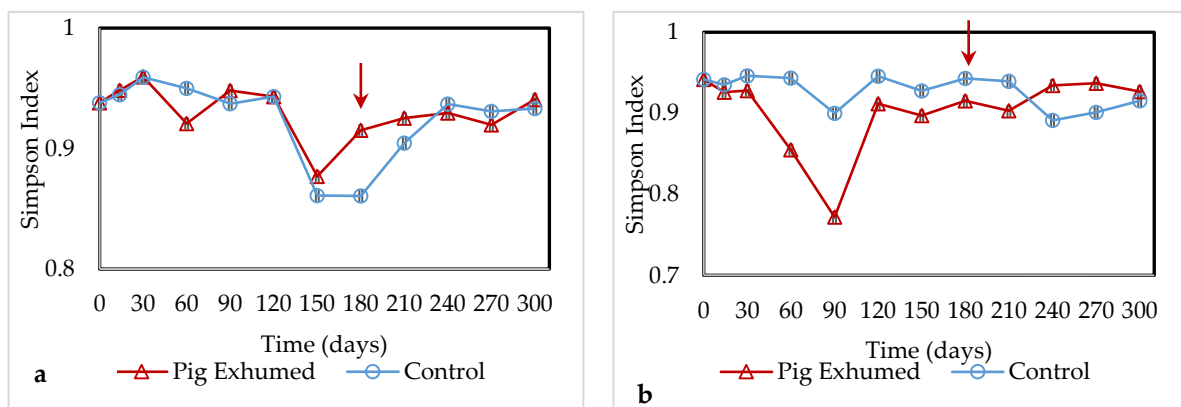 1
0.9
0.8
Simpson Index
0 30 60 90 120 150 180 210 240 270 300
Time (days)
Pig Exhumed Control
a
1
0.9
0.8
0.7
Simpson Index
0 30 60 90 120 150 180 210 240 270 300
Time (days)
Pig Exhumed Control
b